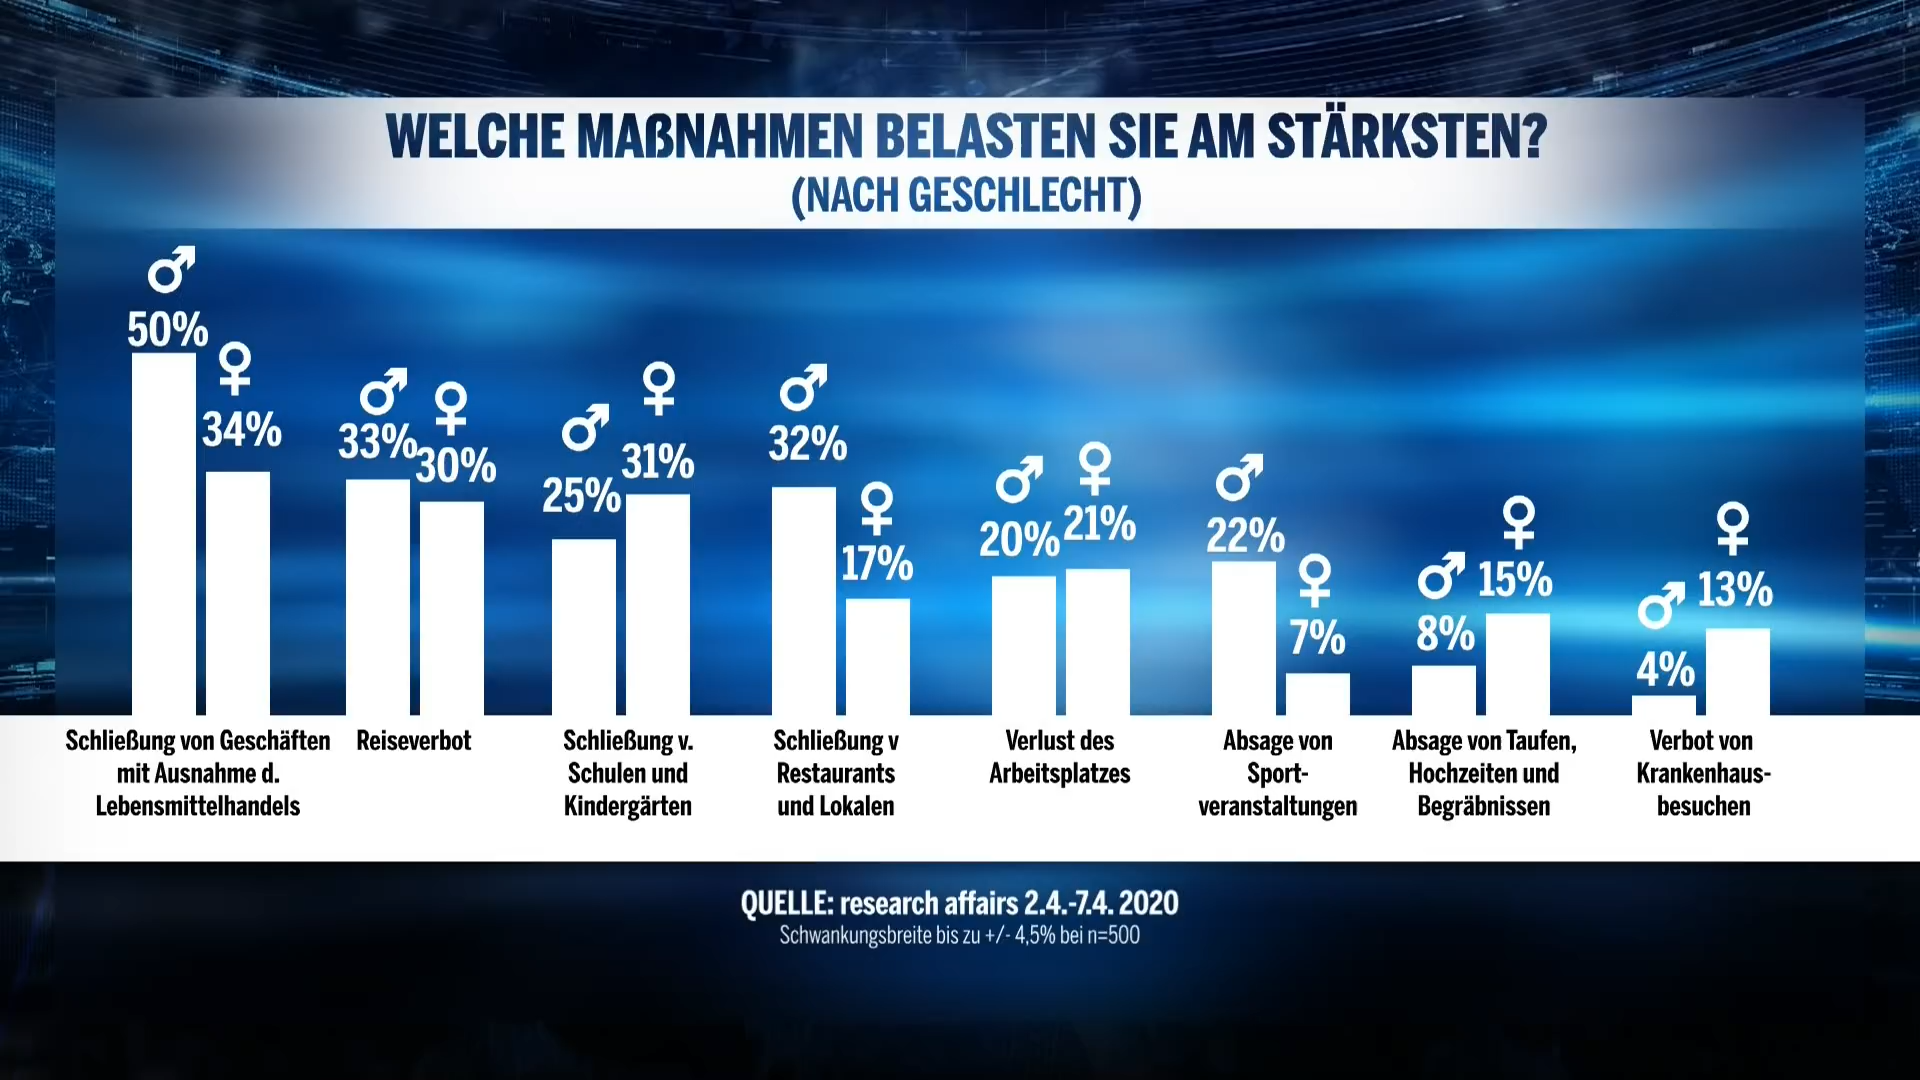 WELCHE MAẞNAHMEN BELASTEN SIE AM STÄRKSTEN?
(NACH GESCHLECHT)
♂ 50%
♀ 34%
♂ 33%
♀ 30%
♂ 25%
♀ 31%
♂ 32%
♀ 17%
♂ 20%
♀ 21%
♂ 22%
♀ 7%
♂ 8%
♀ 15%
♂ 4%
♀ 13%
Schließung von Geschäften
mit Ausnahme d.
Lebensmittelhandels
Reiseverbot
Schließung v.
Schulen und
Kindergärten
Schließung v
Restaurants
und Lokalen
Verlust des
Arbeitsplatzes
Absage von
Sport-
veranstaltungen
Absage von Taufen,
Hochzeiten und
Begräbnissen
Verbot von
Krankenhaus-
besuchen
QUELLE: research affairs 2.4.-7.4. 2020
Schwankungsbreite bis zu +/- 4,5% bei n=500